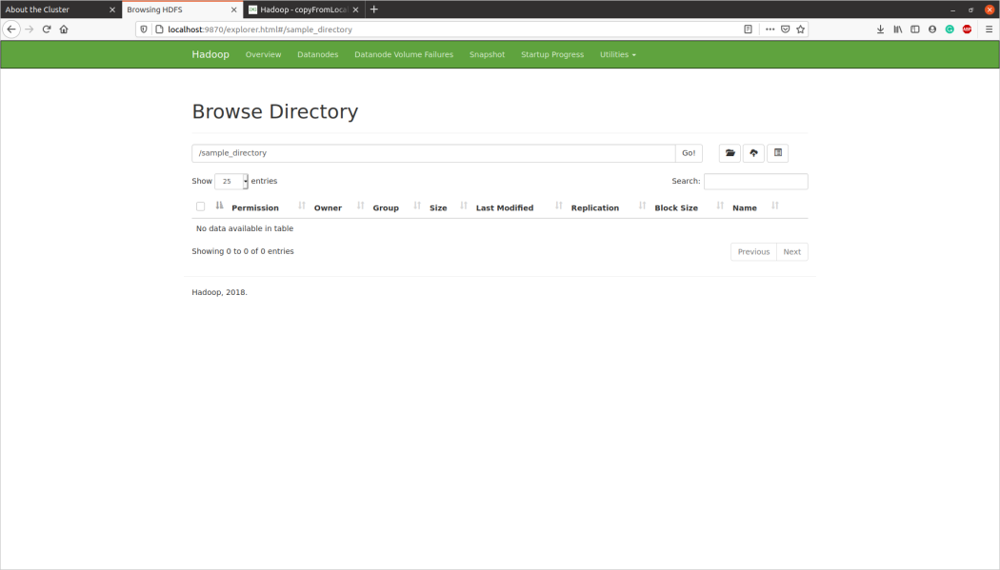 About the Cluster
Browsing HDFS
Hadoop - copyFromLoca
localhost:9870/explorer.html#/sample_directory
ABP
Hadoop Overview Datanodes Datanode Volume Failures Snapshot Startup Progress Utilities
Browse Directory
/sample_directory Go!
Show 25 entries Search:
Permission Owner Group Size Last Modified Replication Block Size Name
No data available in table
Showing 0 to 0 of 0 entries Previous Next
Hadoop, 2018.